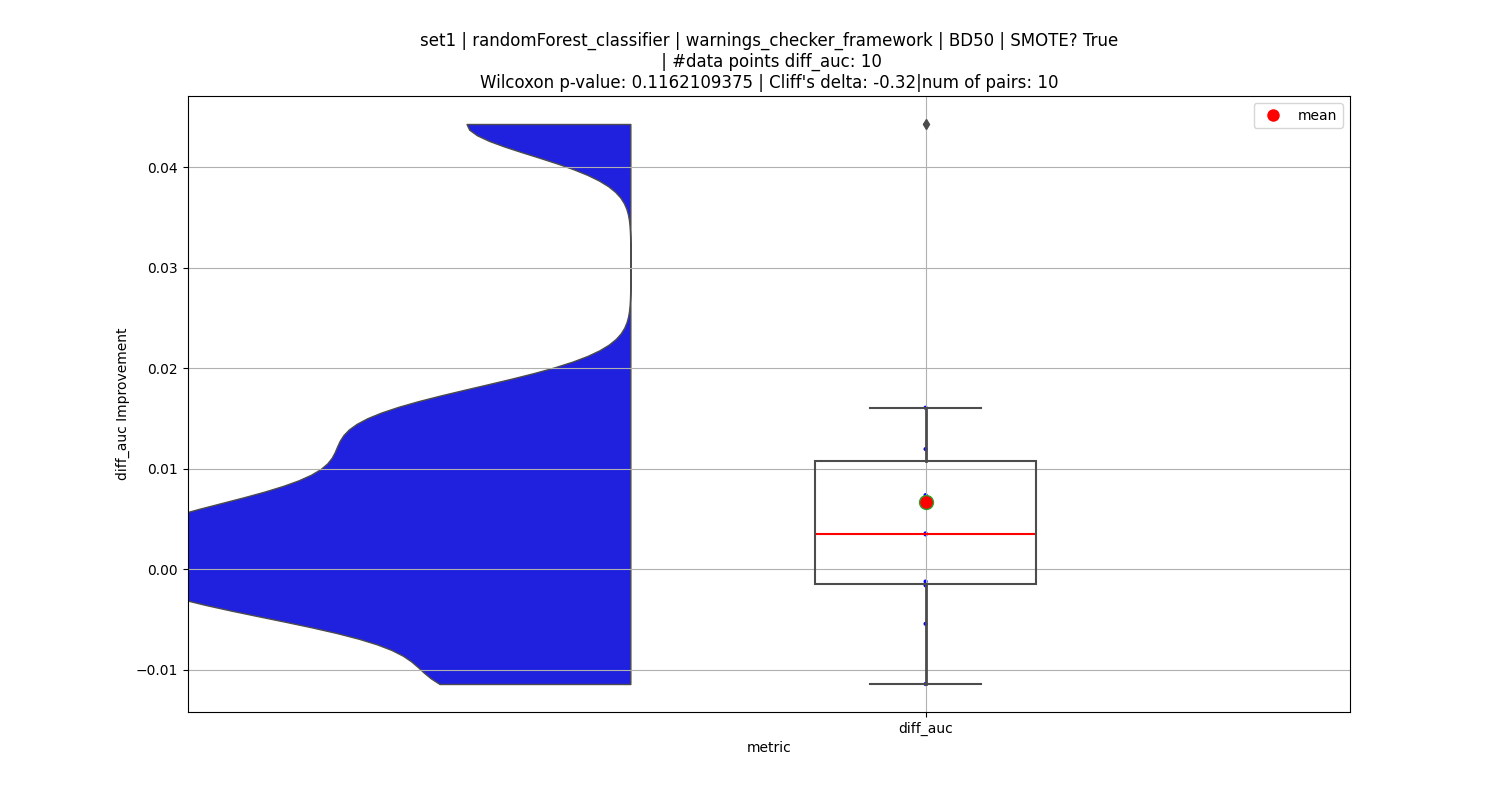 set1 | randomForest_classifier | warnings_checker_framework | BD50 | SMOTE? True
| #data points diff_auc: 10
Wilcoxon p-value: 0.1162109375 | Cliff's delta: -0.32|num of pairs: 10
mean
0.04
0.03
0.02
0.01
0.00
−0.01
diff_auc Improvement
diff_auc
metric